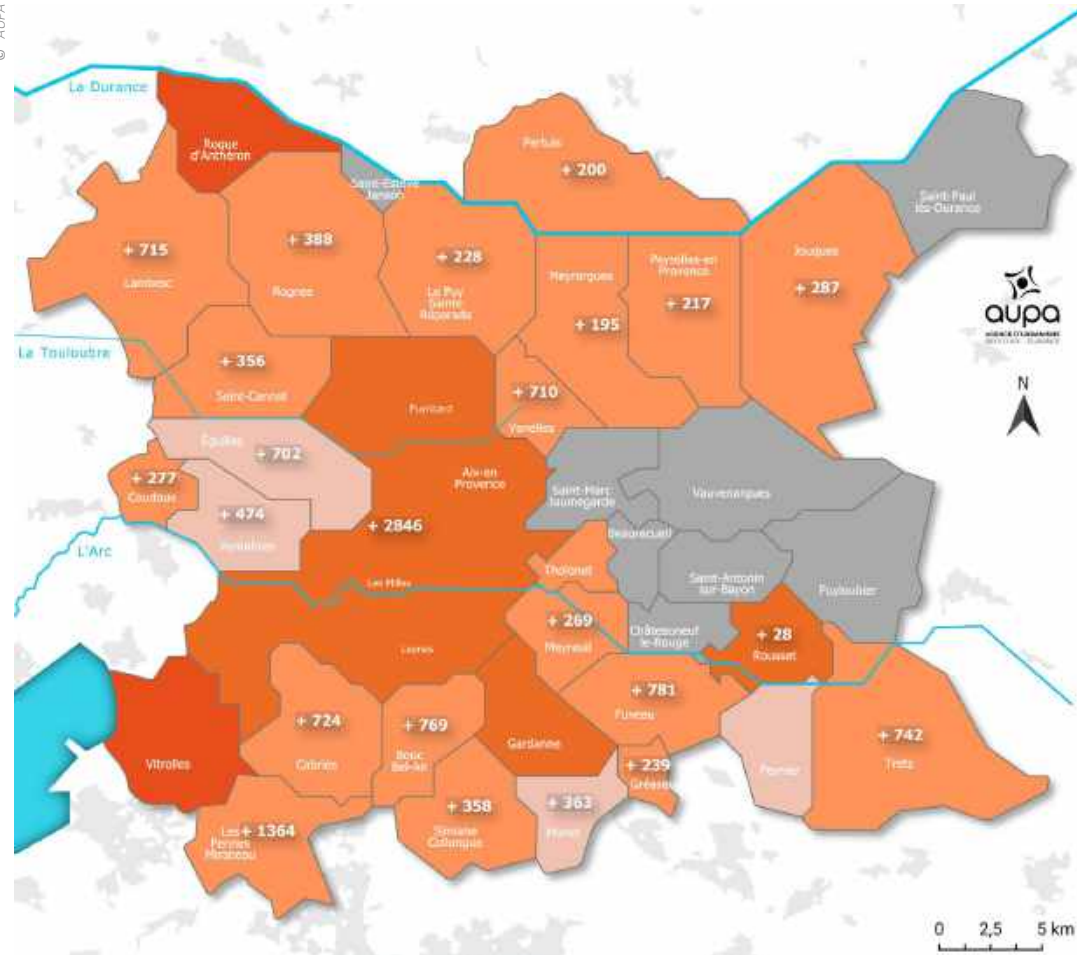 © AUPA
La Durance
Roque
d'Anthéron
Saint-Estève
Janson
Pertuis
+ 200
Saint-Paul
lès-Durance
+ 715
Lambesc
+ 388
Rognes
+ 228
Le Puy
Sainte
Réparade
Meyrargues
+ 195
Peyrolles-en
Provence
+ 217
Jouques
+ 287
aupa
N
La Touloubre
+ 356
Saint-Cannat
+ 710
Venelles
Éguilles
+ 702
Aix-en
Provence
+ 2846
Les Milles
Luynes
+ 277
Coudoux
+ 474
L'Arc
Saint-Marc
Jaumegarde
Vauvenargues
Beaurecueil
Tholonet
Saint-Antonin
sur-Bayon
Puyloubier
Châteauneuf
le-Rouge
+ 28
Rousset
+ 269
Meyreuil
+ 781
Fuveau
+ 742
Trets
Peynier
Vitrolles
+ 724
Cabriès
+ 769
Bouc
Bel-Air
Gardanne
+ 239
Gréasque
+ 363
Mimet
+ 358
Simiane
Collongue
+ 1364
Les
Pennes
Mirabeau
0 2,5 5 km